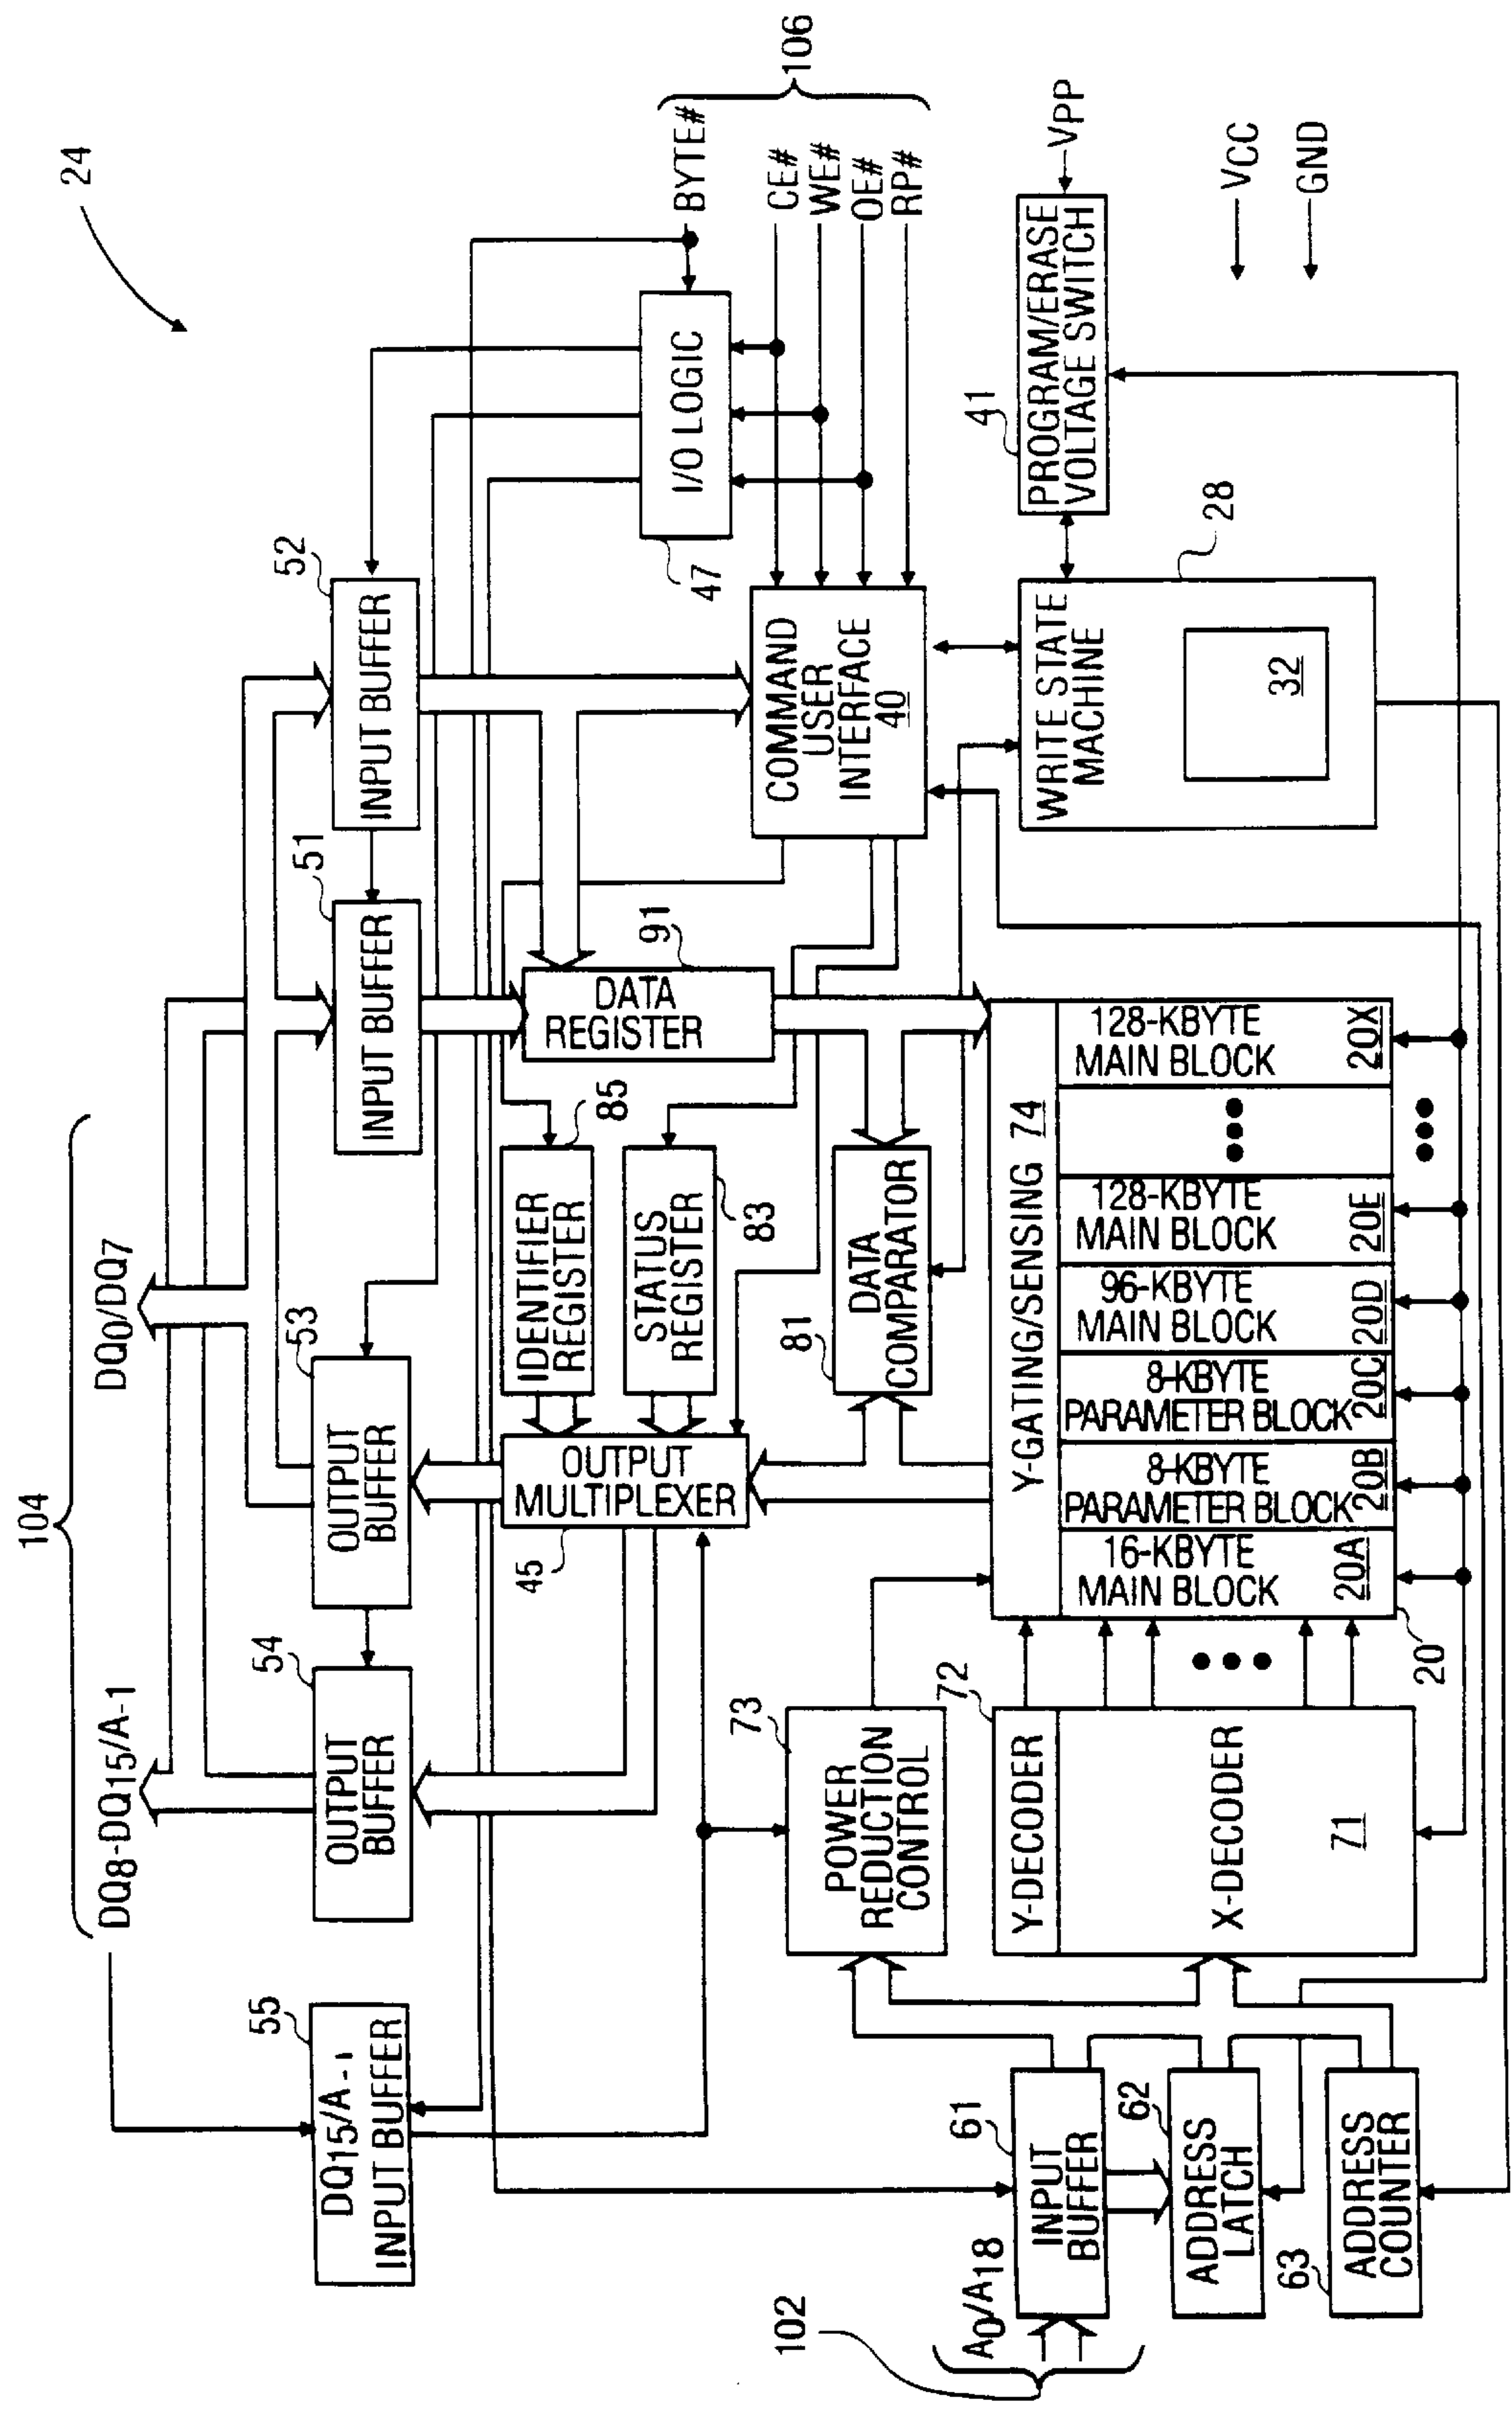 24
104
DQ8-DQ15/A-1
DQ0/DQ7
55
DQ15/A-1
INPUT BUFFER
54
OUTPUT
BUFFER
53
OUTPUT
BUFFER
51
INPUT BUFFER
52
INPUT BUFFER
BYTE#
106
CE#
WE#
OE#
RP#
I/O LOGIC
47
IDENTIFIER
REGISTER
85
STATUS
REGISTER
83
DATA
REGISTER
91
OUTPUT
MULTIPLEXER
45
COMMAND
USER
INTERFACE
40
POWER
REDUCTION
CONTROL
73
81
DATA
COMPARATOR
102
A0/A18
61
INPUT
BUFFER
62
ADDRESS
LATCH
63
ADDRESS
COUNTER
72
Y-DECODER
X-DECODER
71
Y-GATING/SENSING 74
16-KBYTE
MAIN BLOCK
20A
8-KBYTE
PARAMETER BLOCK
20B
8-KBYTE
PARAMETER BLOCK
20C
96-KBYTE
MAIN BLOCK
20D
128-KBYTE
MAIN BLOCK
20E
128-KBYTE
MAIN BLOCK
20X
20
WRITE STATE
MACHINE
32
28
41
PROGRAM/ERASE
VOLTAGE SWITCH
VPP
VCC
GND